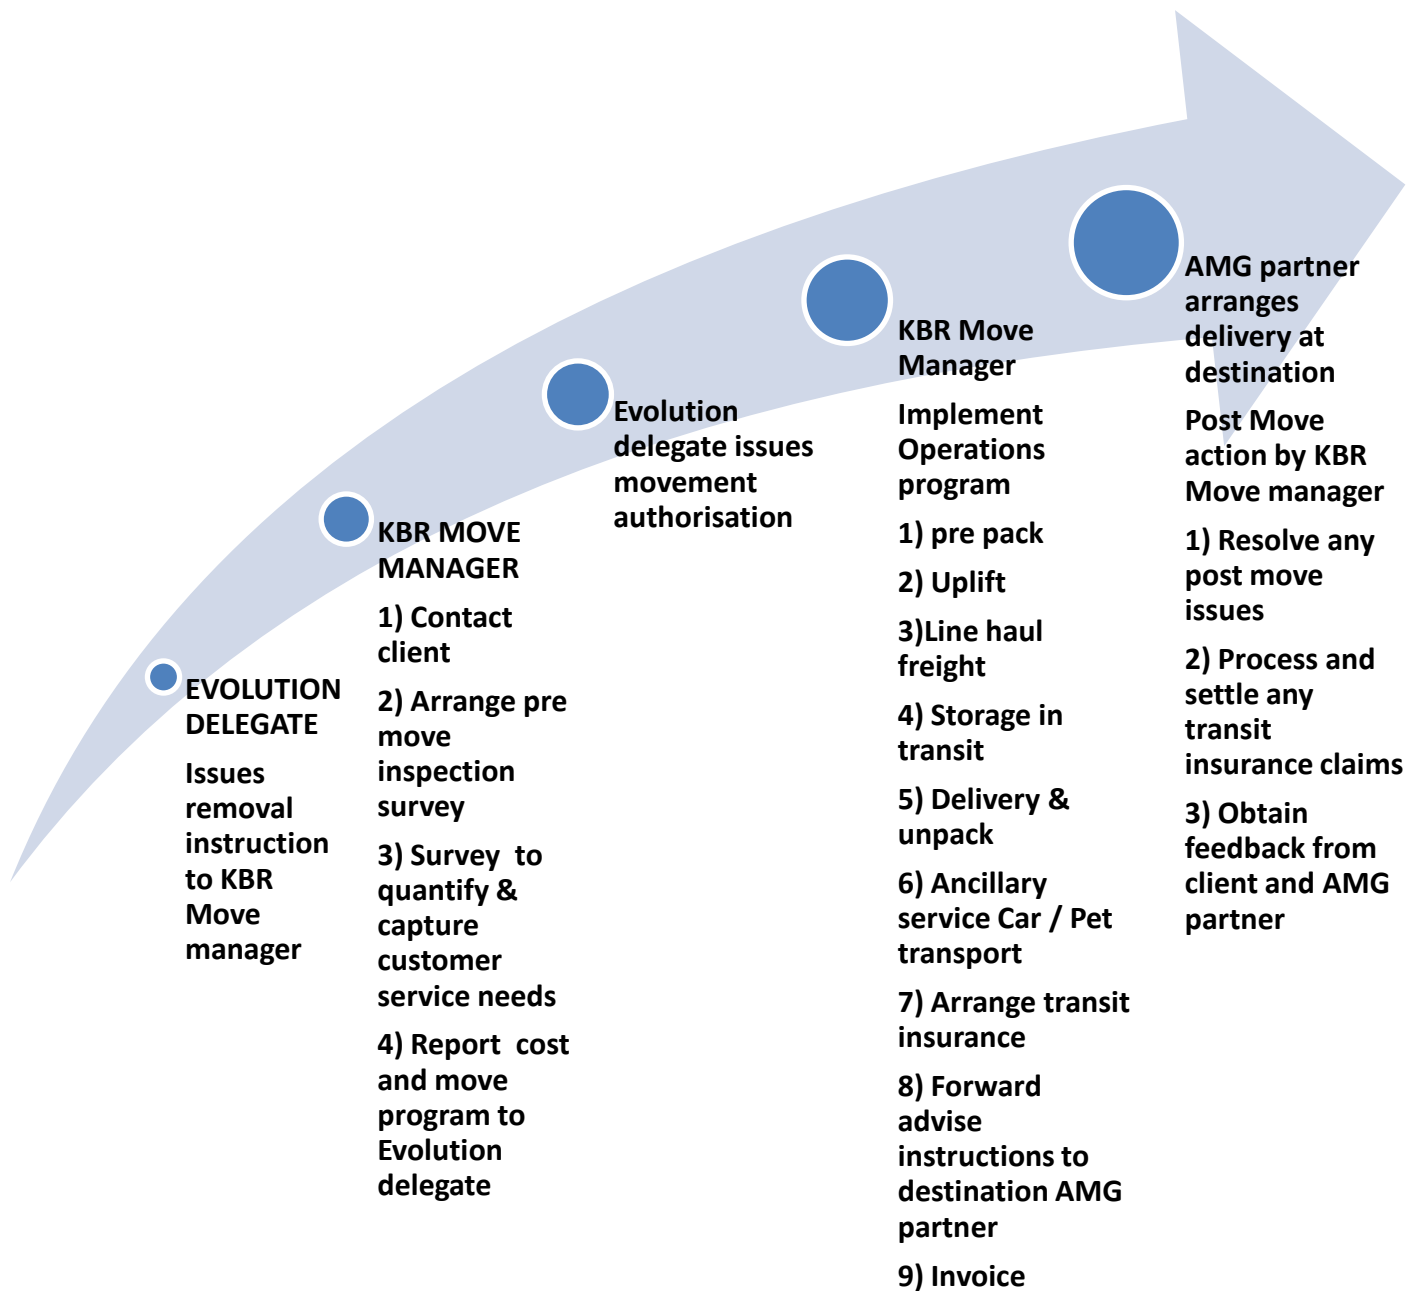 EVOLUTION
DELEGATE
Issues
removal
instruction
to KBR
Move
manager
KBR MOVE
MANAGER
1) Contact
client
2) Arrange pre
move
inspection
survey
3) Survey  to
quantify &
capture
customer
service needs
4) Report  cost
and move
program to
Evolution
delegate
Evolution
delegate issues
movement
authorisation
KBR Move
Manager
Implement
Operations
program
1) pre pack
2) Uplift
3)Line haul
freight
4) Storage in
transit
5) Delivery &
unpack
6) Ancillary
service Car / Pet
transport
7) Arrange transit
insurance
8) Forward
advise
instructions to
destination AMG
partner
9) Invoice
AMG partner
arranges
delivery at
destination
Post Move
action by KBR
Move manager
1) Resolve any
post move
issues
2) Process and
settle any
transit
insurance claims
3) Obtain
feedback from
client and AMG
partner